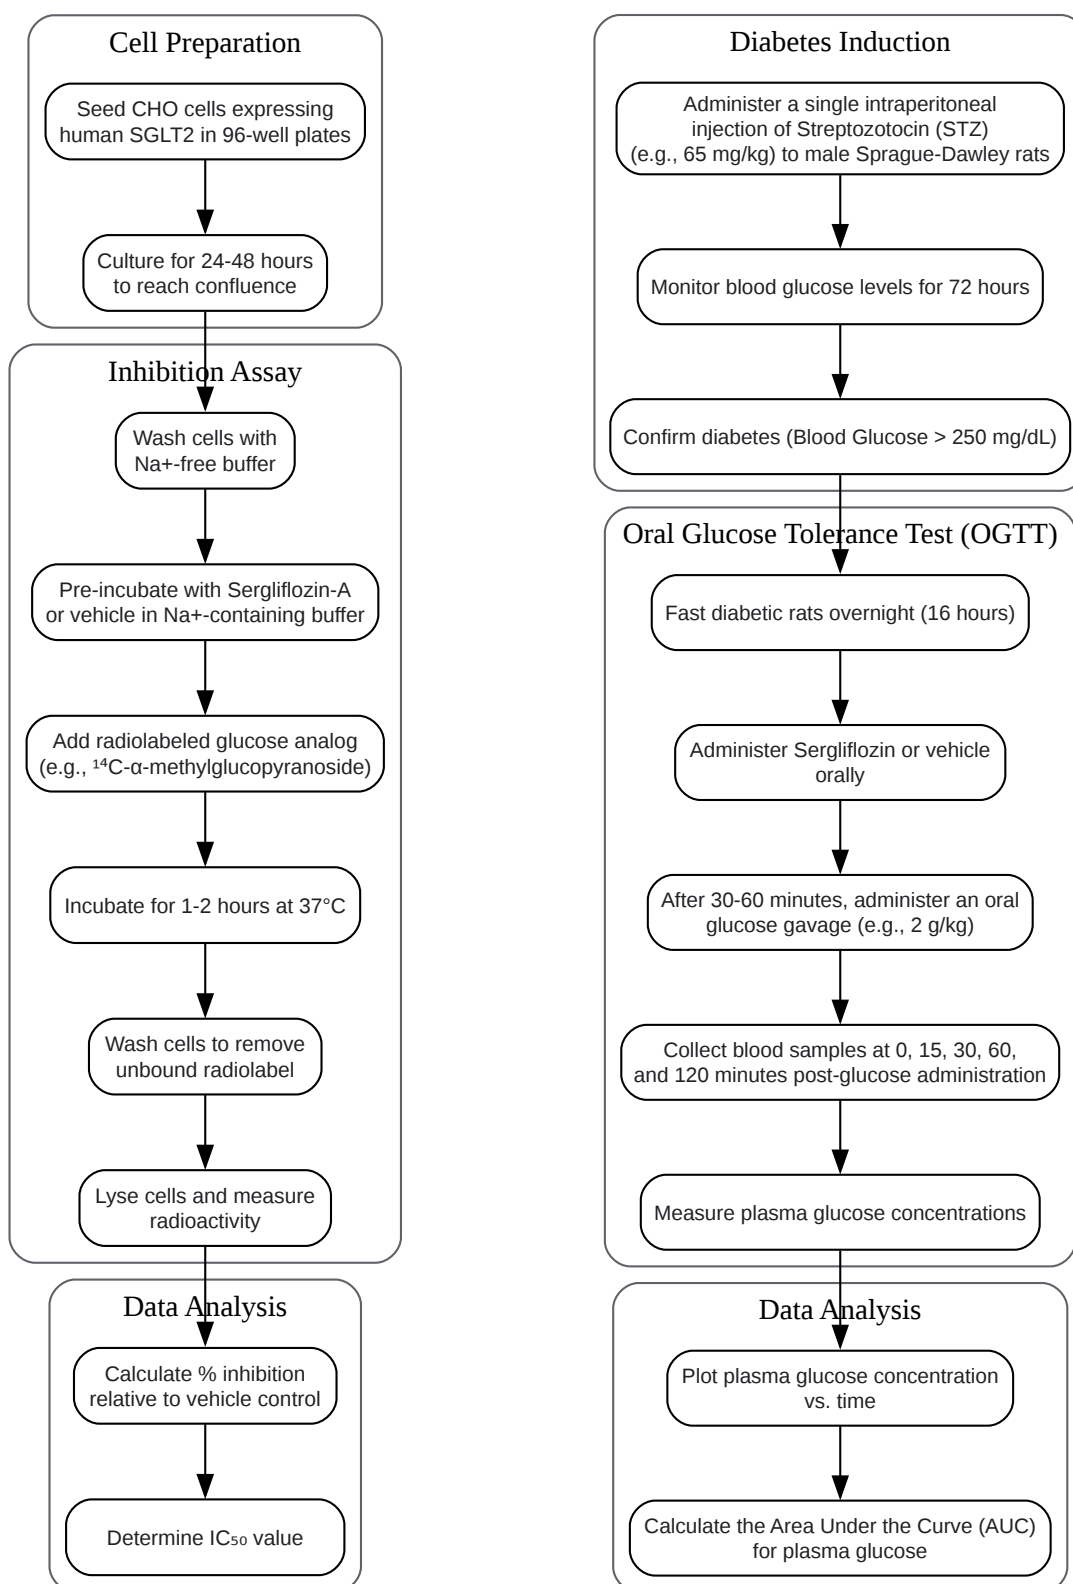 Cell Preparation
Seed CHO cells expressing
human SGLT2 in 96-well plates
Culture for 24-48 hours
to reach confluence
Inhibition Assay
Wash cells with
Na+-free buffer
Pre-incubate with Sergliflozin-A
or vehicle in Na+-containing buffer
Add radiolabeled glucose analog
(e.g., ¹⁴C-α-methylglucopyranoside)
Incubate for 1-2 hours at 37°C
Wash cells to remove
unbound radiolabel
Lyse cells and measure
radioactivity
Data Analysis
Calculate % inhibition
relative to vehicle control
Determine IC₅₀ value
Diabetes Induction
Administer a single intraperitoneal
injection of Streptozotocin (STZ)
(e.g., 65 mg/kg) to male Sprague-Dawley rats
Monitor blood glucose levels for 72 hours
Confirm diabetes (Blood Glucose > 250 mg/dL)
Oral Glucose Tolerance Test (OGTT)
Fast diabetic rats overnight (16 hours)
Administer Sergliflozin or vehicle
orally
After 30-60 minutes, administer an oral
glucose gavage (e.g., 2 g/kg)
Collect blood samples at 0, 15, 30, 60,
and 120 minutes post-glucose administration
Measure plasma glucose concentrations
Data Analysis
Plot plasma glucose concentration
vs. time
Calculate the Area Under the Curve (AUC)
for plasma glucose